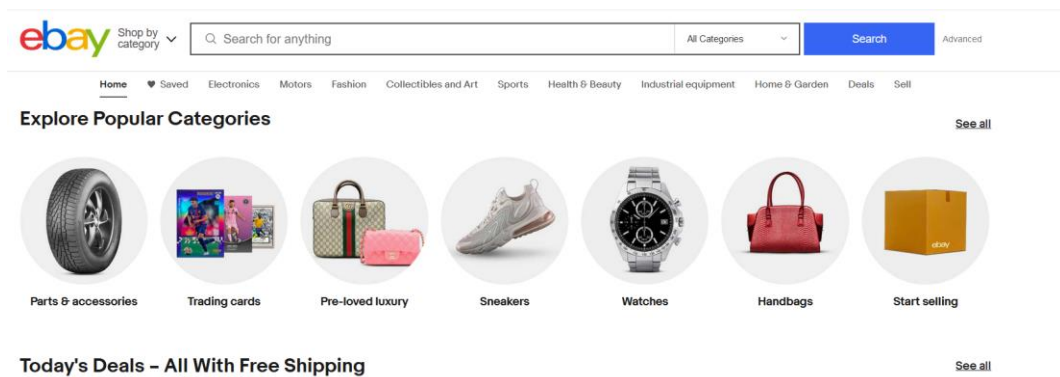 ebay
Shop by
category
Search for anything
All Categories
Search
Advanced
Home Saved Electronics Motors Fashion Collectibles and Art Sports Health & Beauty Industrial equipment Home & Garden Deals Sell
Explore Popular Categories
See all
ebay
Parts & accessories
Trading cards
Pre-loved luxury
Sneakers
Watches
Handbags
Start selling
Today's Deals – All With Free Shipping
See all